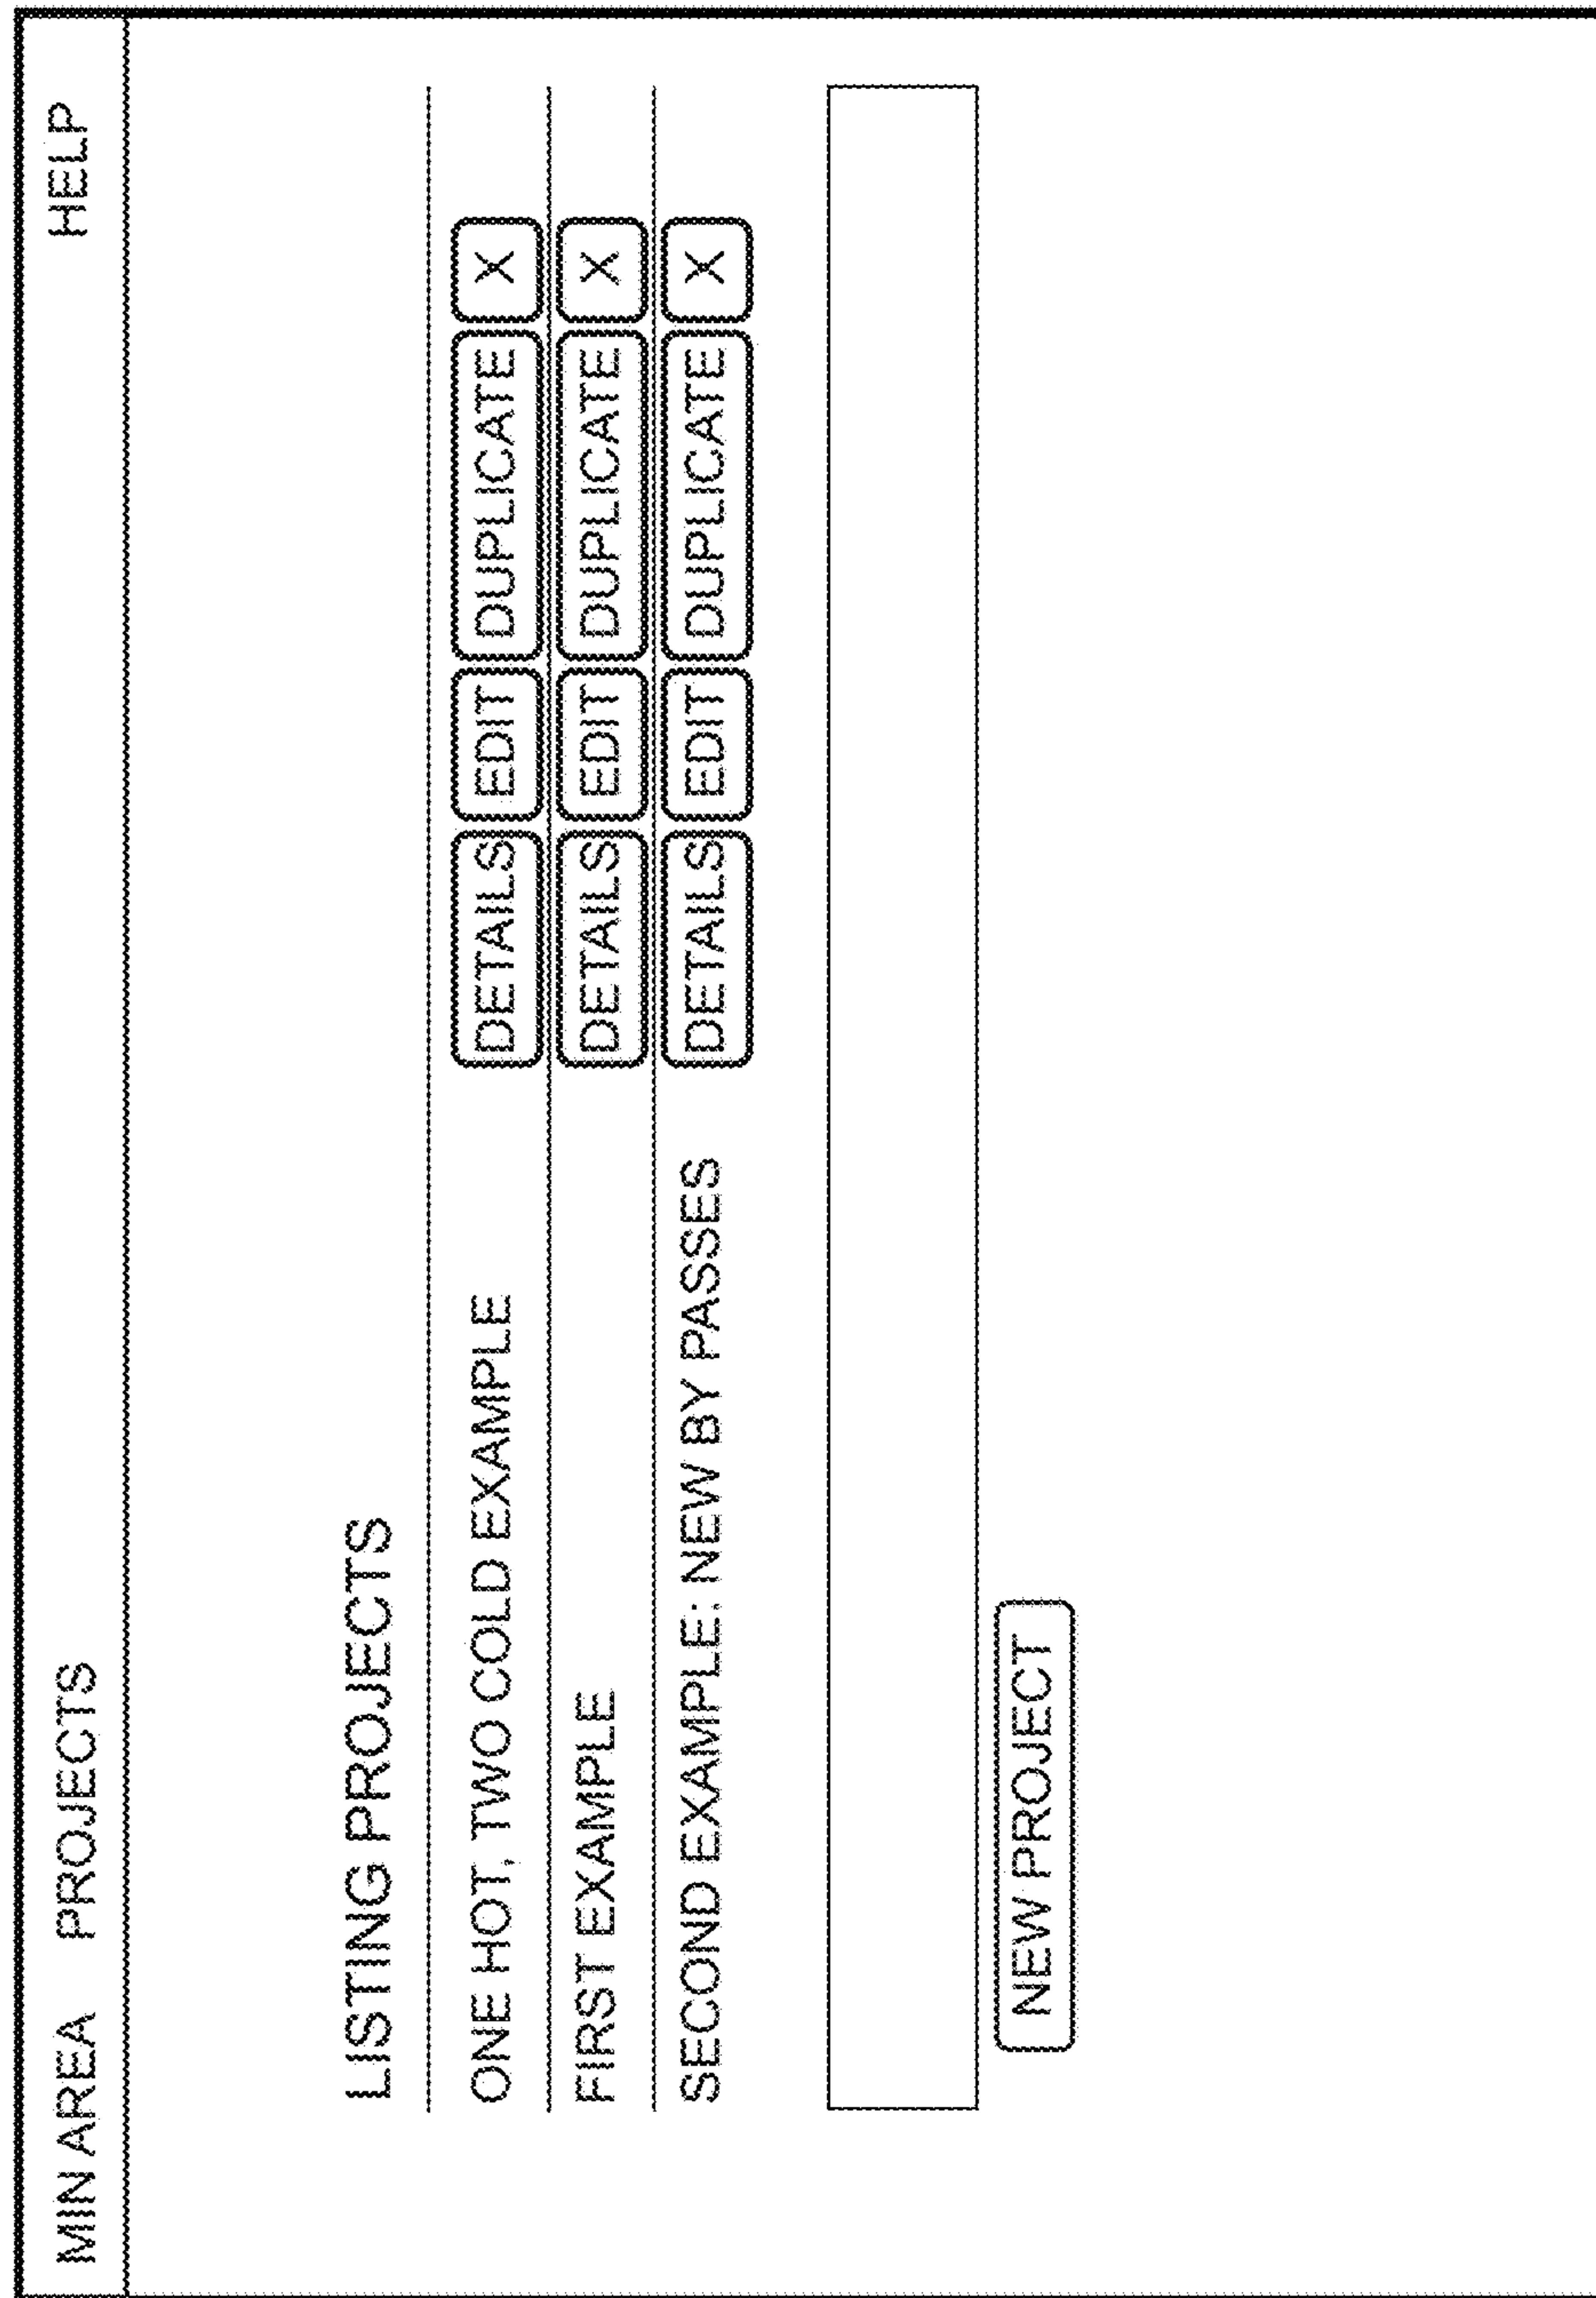 MIN AREA PROJECTS HELP
LISTING PROJECTS
ONE HOT, TWO COLD EXAMPLE DETAILS EDIT DUPLICATE X
FIRST EXAMPLE DETAILS EDIT DUPLICATE X
SECOND EXAMPLE: NEW BY PASSES DETAILS EDIT DUPLICATE X
NEW PROJECT